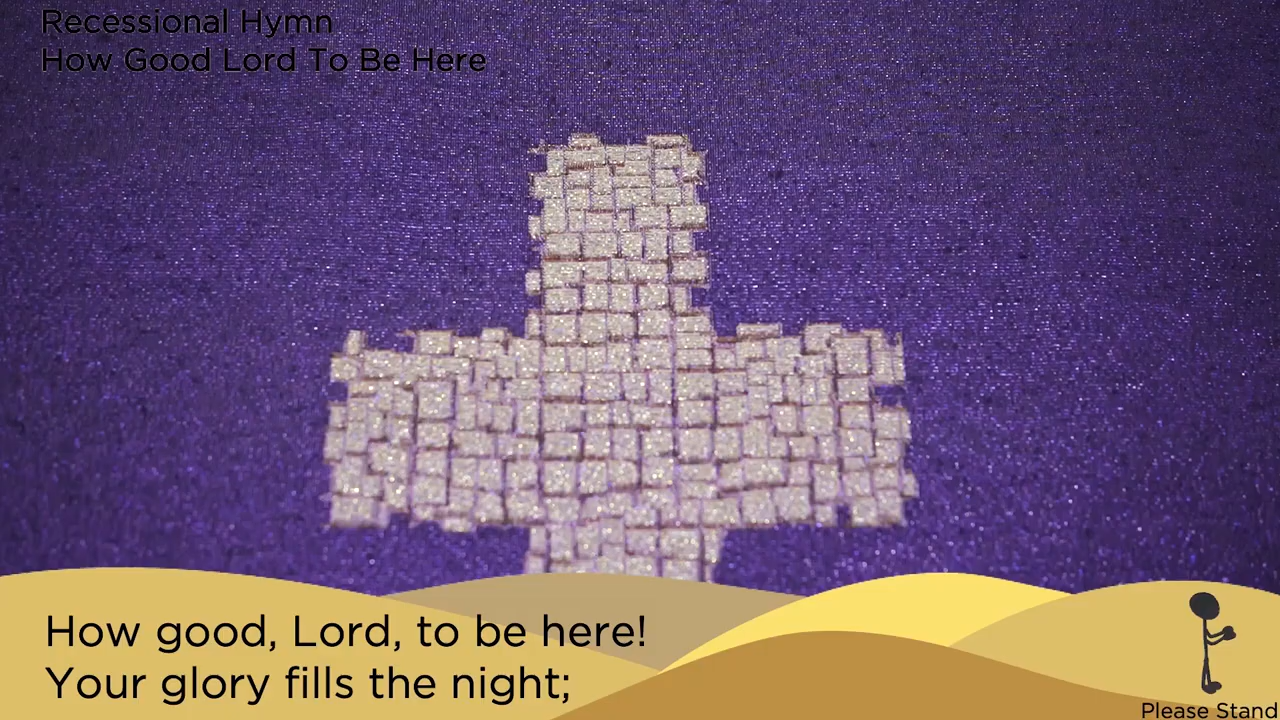 Recessional Hymn
How Good Lord To Be Here
How good, Lord, to be here!
Your glory fills the night;
Please Stand